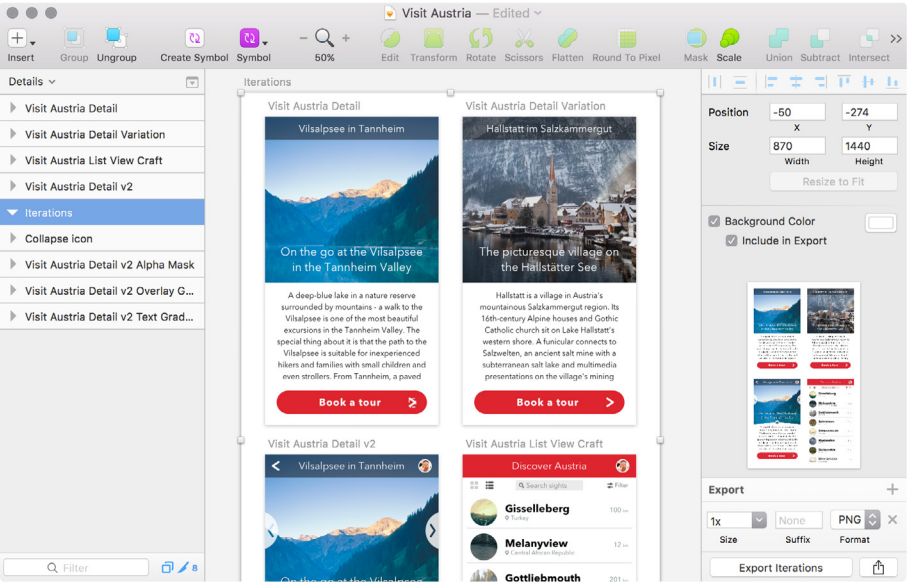 Visit Austria — Edited
Insert
Group
Ungroup
Create Symbol
Symbol
50%
Edit
Transform
Rotate
Scissors
Flatten
Round To Pixel
Mask
Scale
Union
Subtract
Intersect
Details
Visit Austria Detail
Visit Austria Detail Variation
Visit Austria List View Craft
Visit Austria Detail v2
Iterations
Collapse icon
Visit Austria Detail v2 Alpha Mask
Visit Austria Detail v2 Overlay G...
Visit Austria Detail v2 Text Grad...
Filter
8
Iterations
Visit Austria Detail
Vilsalpsee in Tannheim
On the go at the Vilsalpsee
in the Tannheim Valley
A deep-blue lake in a nature reserve
surrounded by mountains - a walk to the
Vilsalpsee is one of the most beautiful
excursions in the Tannheim Valley. The
special thing about it is that the path to the
Vilsalpsee is suitable for inexperienced
hikers and families with small children and
even strollers. From Tannheim, a paved
Book a tour
Visit Austria Detail Variation
Hallstatt im Salzkammergut
The picturesque village on
the Hallstätter See
Hallstatt is a village in Austria's
mountainous Salzkammergut region. Its
16th-century Alpine houses and Gothic
Catholic church sit on Lake Hallstatt's
western shore. A funicular connects to
Salzwelten, an ancient salt mine with a
subterranean salt lake and multimedia
presentations on the village's mining
Book a tour
Visit Austria Detail v2
Vilsalpsee in Tannheim
On the go at the Vilsalpsee
Visit Austria List View Craft
Discover Austria
Search sights
Filter
Gisselleberg
100
Turkey
Melanyview
12
Central African Republic
Gottliebmouth
201
Position
-50
-274
X
Y
Size
870
1440
Width
Height
Resize to Fit
Background Color
Include in Export
Export
1x
None
PNG
Size
Suffix
Format
Export Iterations